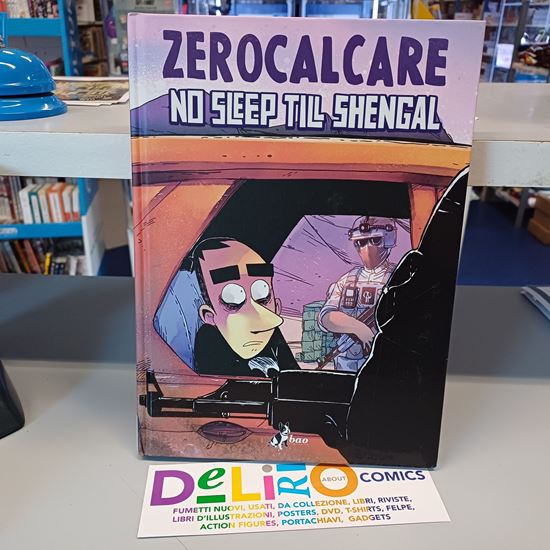 ZEROCALCARE
NO SLEEP TILL SHENGAL
bao
DeLiRiO ABOUT COMICS
FUMETTI NUOVI, USATI, DA COLLEZIONE, LIBRI, RIVISTE,
LIBRI D'ILLUSTRAZIONI, POSTERS, DVD, T-SHIRTS, FELPE,
ACTION FIGURES, PORTACHIAVI, GADGETS